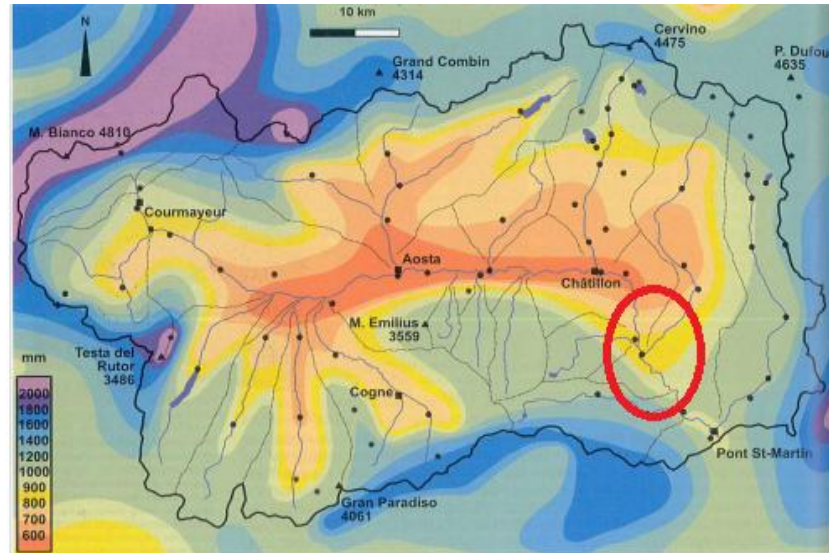 10 km
N
Cervino
4475
P. Dufou
4635
Grand Combin
4314
M. Bianco 4810
Courmayeur
Aosta
Châtillon
M. Emilius
3559
Testa del
Rutor
3486
mm
2000
1800
1600
1400
1200
1000
900
800
700
600
Cogne
Pont St-Martin
Gran Paradiso
4061